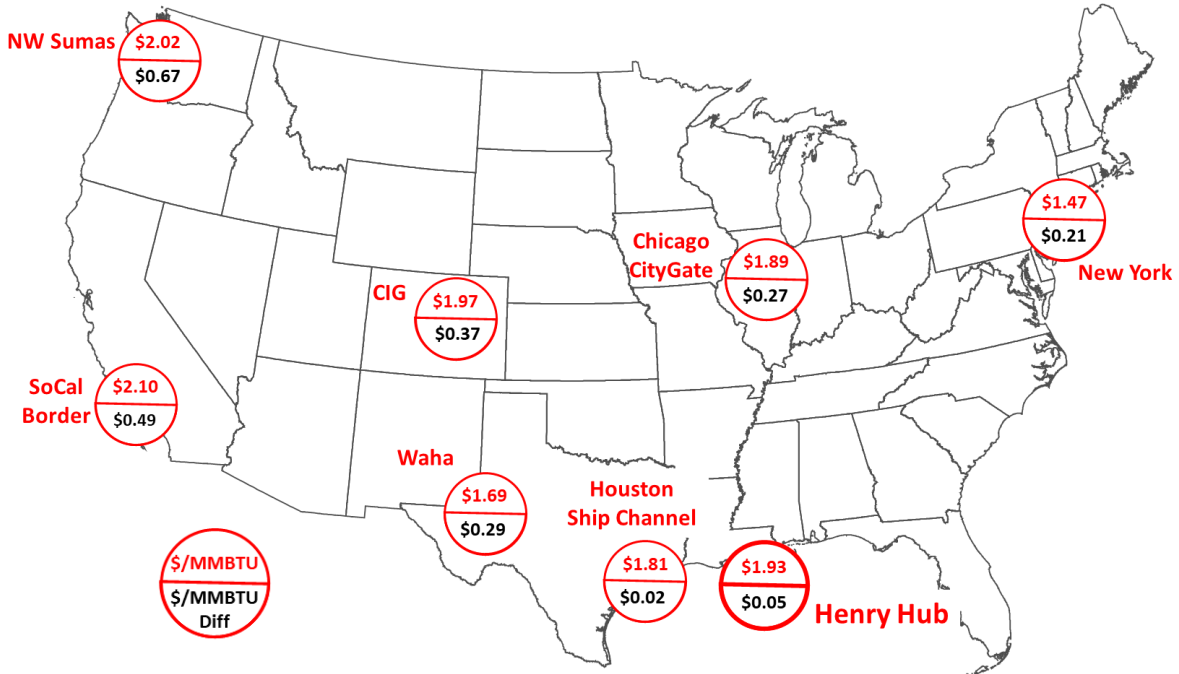 NW Sumas
$2.02
$0.67
$1.47
$0.21
New York
Chicago
CityGate
$1.89
$0.27
CIG
$1.97
$0.37
SoCal
Border
$2.10
$0.49
Waha
$1.69
$0.29
Houston
Ship Channel
$1.81
$0.02
$1.93
$0.05
Henry Hub
$/MMBTU
$/MMBTU
Diff